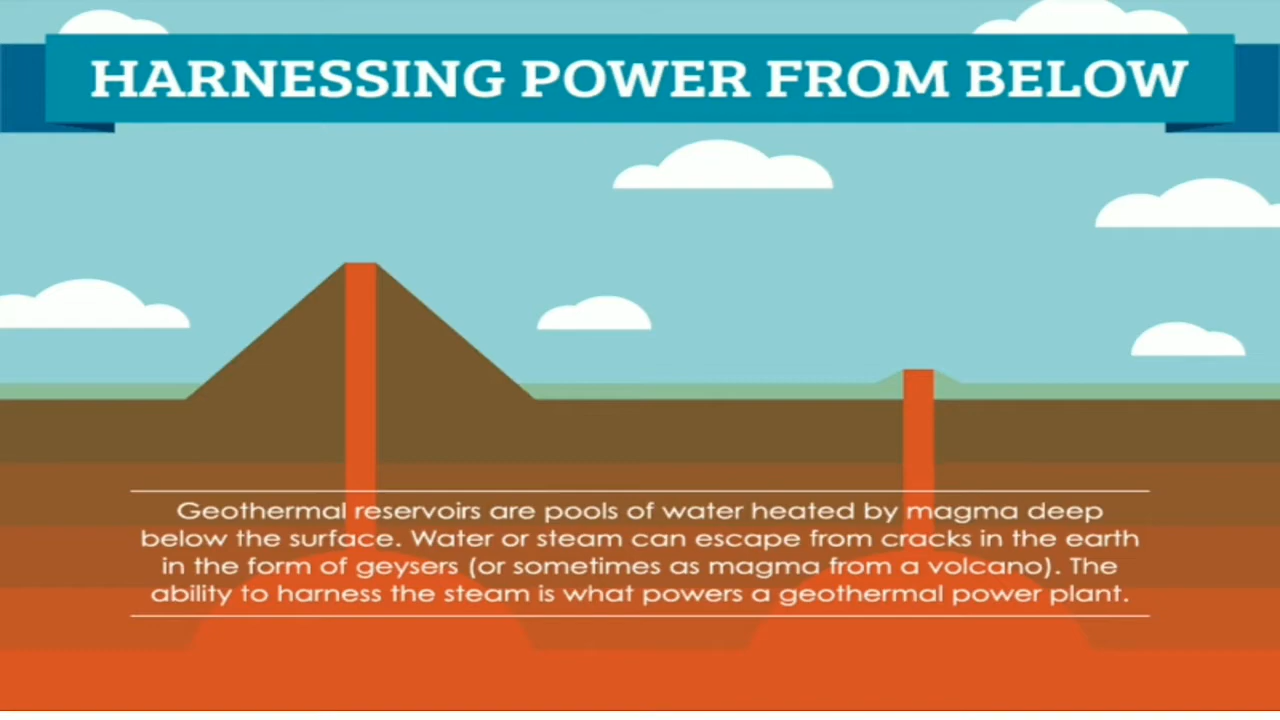 HARNESSING POWER FROM BELOW
Geothermal reservoirs are pools of water heated by magma deep
below the surface. Water or steam can escape from cracks in the earth
in the form of geysers (or sometimes as magma from a volcano). The
ability to harness the steam is what powers a geothermal power plant.